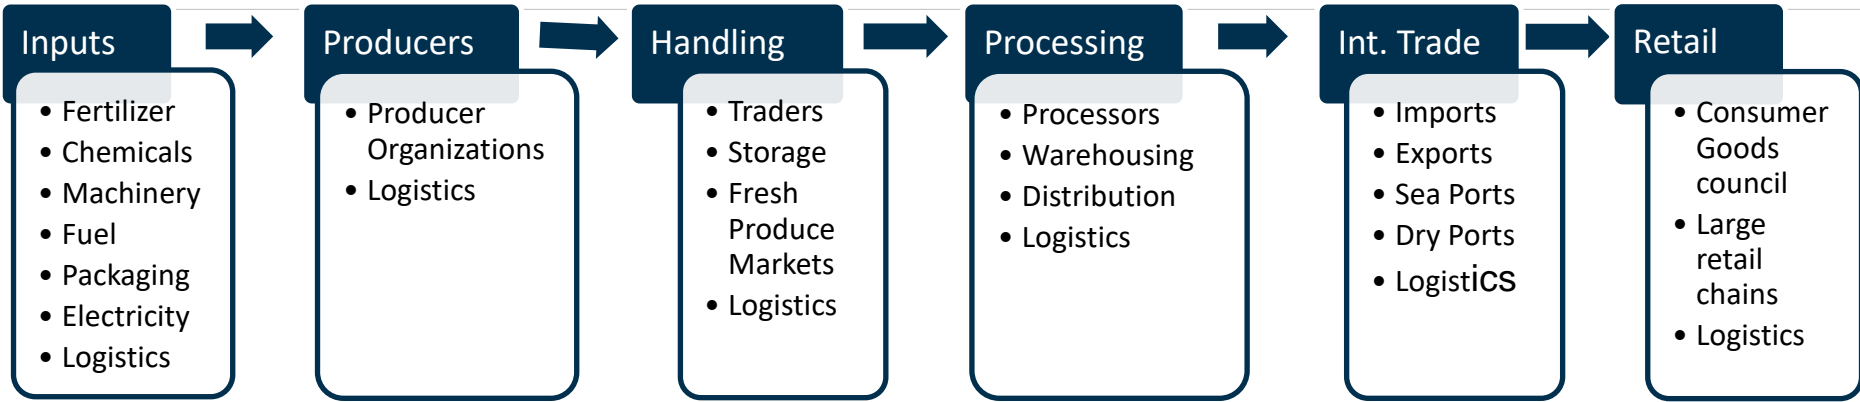 Inputs
• Fertilizer
• Chemicals
• Machinery
• Fuel
• Packaging
• Electricity
• Logistics
Producers
• Producer
Organizations
• Logistics
Handling
• Traders
• Storage
• Fresh
Produce
Markets
• Logistics
Processing
• Processors
• Warehousing
• Distribution
• Logistics
Int. Trade
• Imports
• Exports
• Sea Ports
• Dry Ports
• Logistics
Retail
• Consumer
Goods
council
• Large
retail
chains
• Logistics